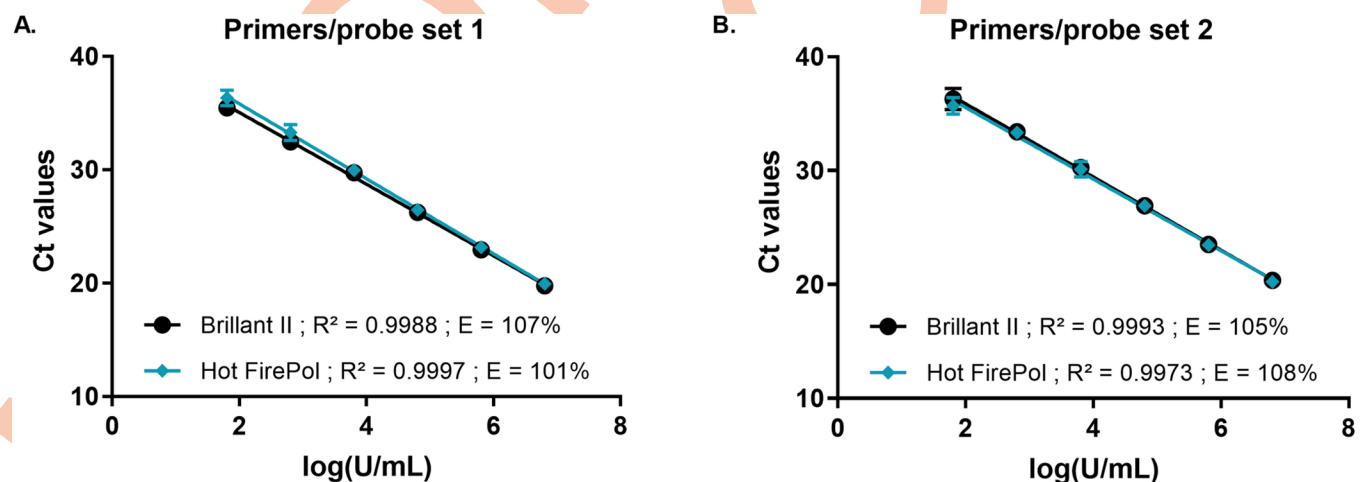 A.
Primers/probe set 1
40
30
20
10
Ct values
Brillant II ; R² = 0.9988 ; E = 107%
Hot FirePol ; R² = 0.9997 ; E = 101%
0 2 4 6 8
log(U/mL)
B.
Primers/probe set 2
40
30
20
10
Ct values
Brillant II ; R² = 0.9993 ; E = 105%
Hot FirePol ; R² = 0.9973 ; E = 108%
0 2 4 6 8
log(U/mL)